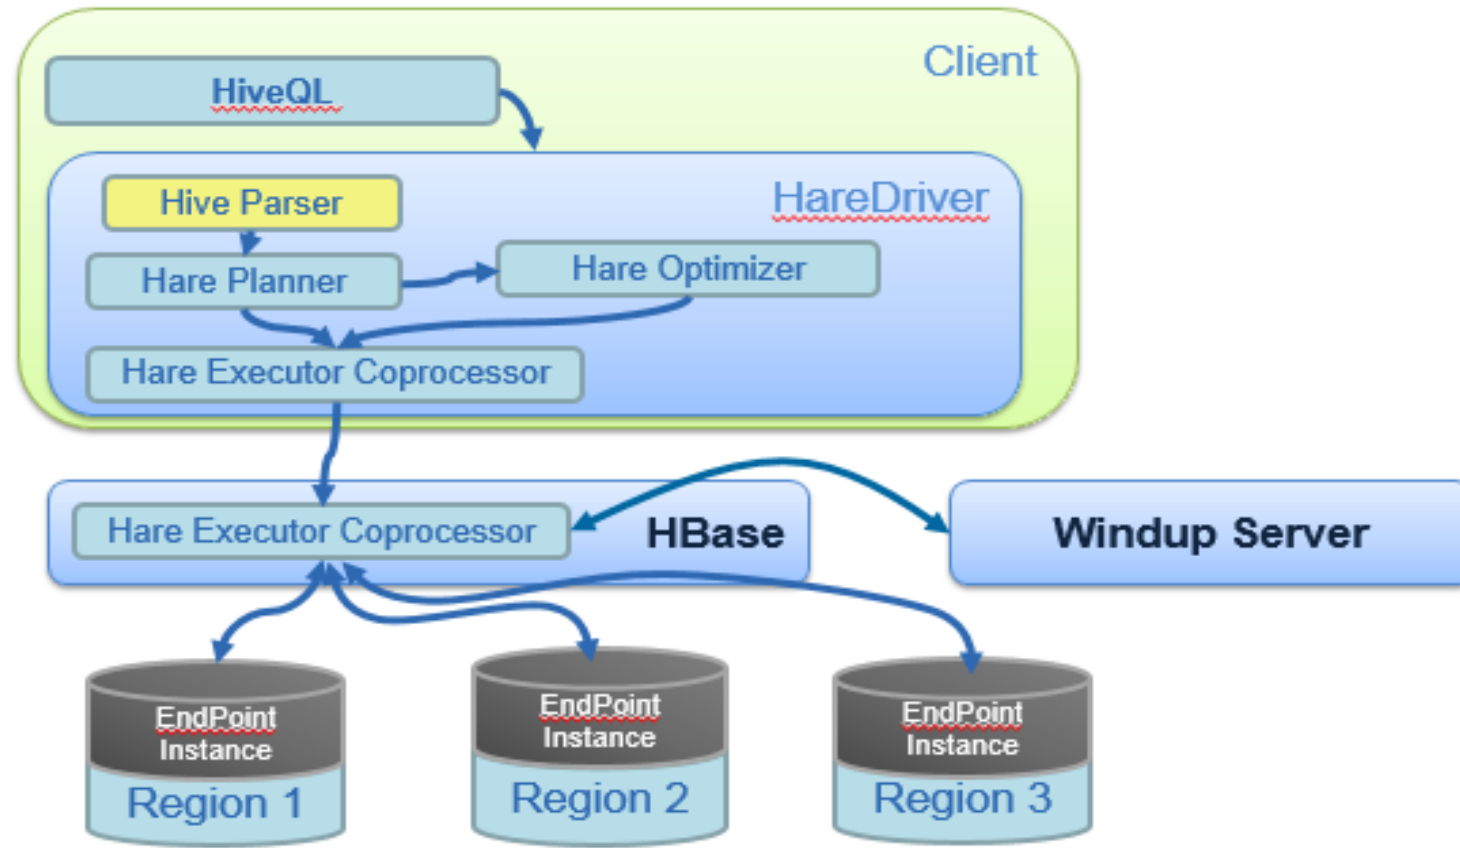 Client
HiveQL
HareDriver
Hive Parser
Hare Planner
Hare Optimizer
Hare Executor Coprocessor
Hare Executor Coprocessor
HBase
Windup Server
EndPoint
Instance
Region 1
EndPoint
Instance
Region 2
EndPoint
Instance
Region 3